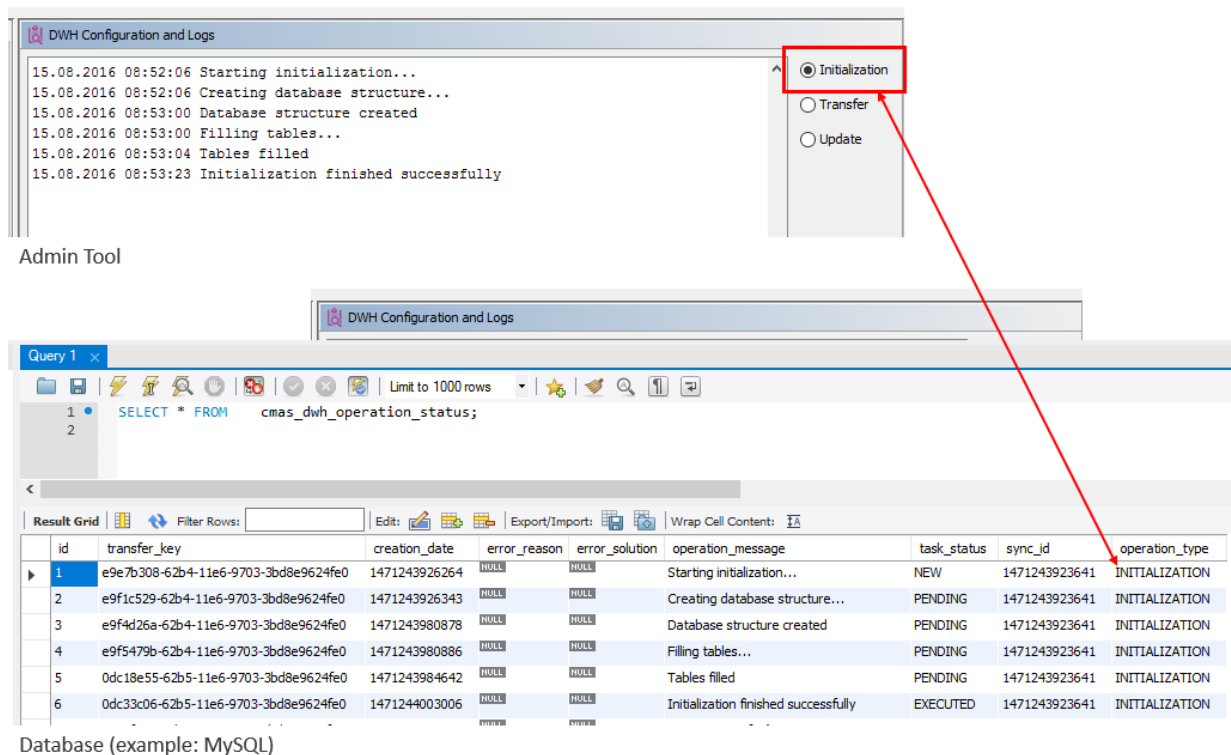 DWH Configuration and Logs
15.08.2016 08:52:06 Starting initialization...
15.08.2016 08:52:06 Creating database structure...
15.08.2016 08:53:00 Database structure created
15.08.2016 08:53:00 Filling tables...
15.08.2016 08:53:04 Tables filled
15.08.2016 08:53:23 Initialization finished successfully
Initialization
Transfer
Update
Admin Tool
DWH Configuration and Logs
Query 1
Limit to 1000 rows
1 SELECT * FROM cmas_dwh_operation_status;
2
Result Grid Filter Rows: Edit: Export/Import: Wrap Cell Content:
id transfer_key creation_date error_reason error_solution operation_message task_status sync_id operation_type
1 e9e7b308-62b4-11e6-9703-3bd8e9624fe0 1471243926264 NULL NULL Starting initialization... NEW 1471243923641 INITIALIZATION
2 e9f1c529-62b4-11e6-9703-3bd8e9624fe0 1471243926343 NULL NULL Creating database structure... PENDING 1471243923641 INITIALIZATION
3 e9f4d26a-62b4-11e6-9703-3bd8e9624fe0 1471243980878 NULL NULL Database structure created PENDING 1471243923641 INITIALIZATION
4 e9f5479b-62b4-11e6-9703-3bd8e9624fe0 1471243980886 NULL NULL Filling tables... PENDING 1471243923641 INITIALIZATION
5 0dc18e55-62b5-11e6-9703-3bd8e9624fe0 1471243984642 NULL NULL Tables filled PENDING 1471243923641 INITIALIZATION
6 0dc33c06-62b5-11e6-9703-3bd8e9624fe0 1471244003006 NULL NULL Initialization finished successfully EXECUTED 1471243923641 INITIALIZATION
Database (example: MySQL)